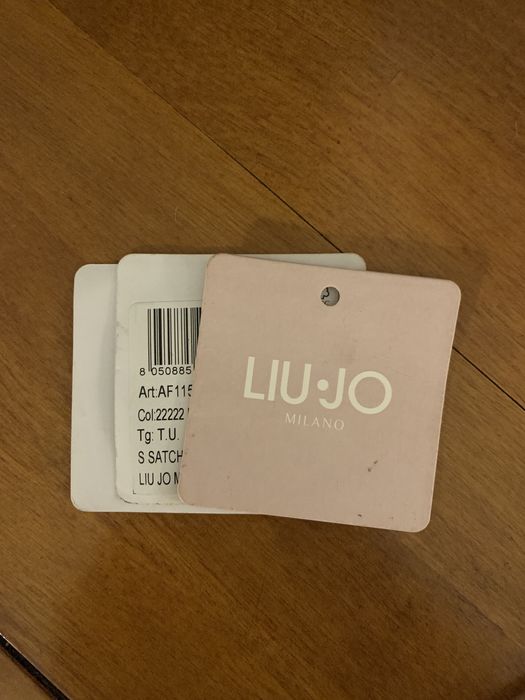 8 050885
Art:AF115
Col:22222
Tg: T.U.
S SATCH
LIU JO M
LIU·JO
MILANO